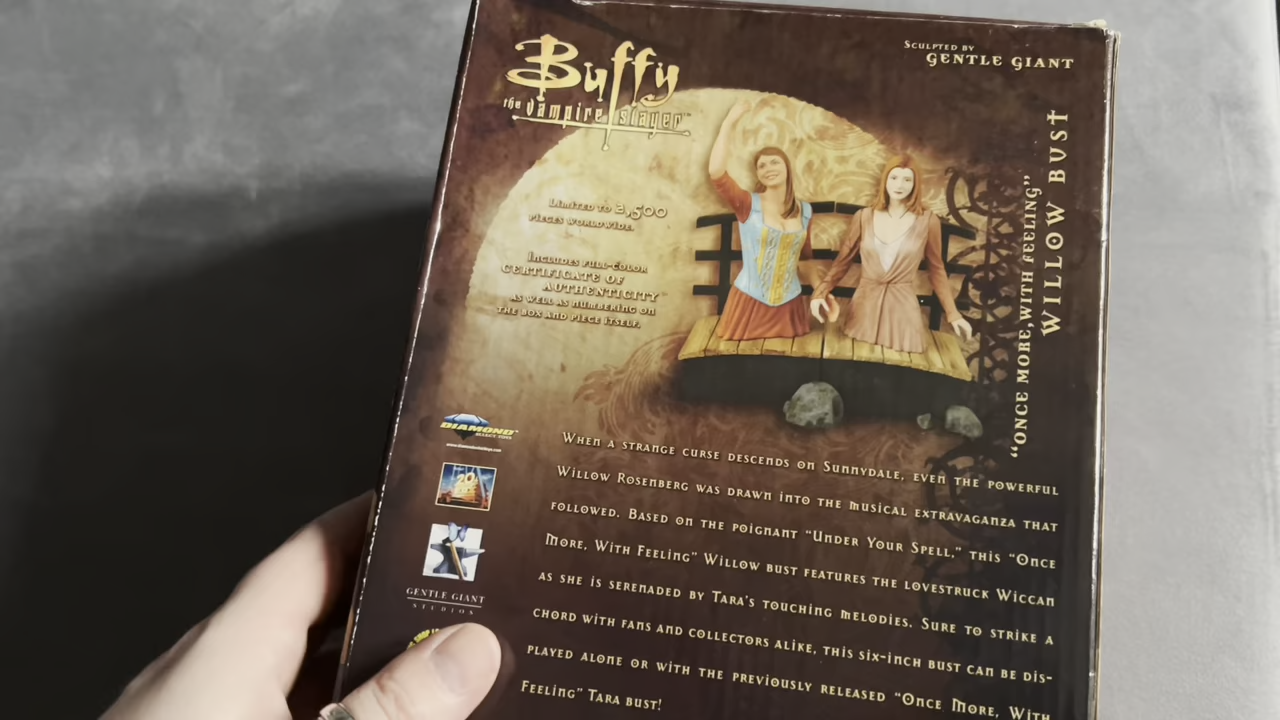 Buffy
the vampire slayer™
SCULPTED BY
GENTLE GIANT
"ONCE MORE, WITH FEELING"
WILLOW BUST
LIMITED TO 2,500
PIECES WORLDWIDE.
INCLUDES FULL-COLOR
CERTIFICATE OF
AUTHENTICITY
AS WELL AS NUMBERING ON
THE BOX AND PIECE ITSELF.
DIAMOND
20
GENTLE GIANT
STUDIOS
WHEN A STRANGE CURSE DESCENDS ON SUNNYDALE, EVEN THE POWERFUL
WILLOW ROSENBERG WAS DRAWN INTO THE MUSICAL EXTRAVAGANZA THAT
FOLLOWED. BASED ON THE POIGNANT "UNDER YOUR SPELL," THIS "ONCE
MORE, WITH FEELING" WILLOW BUST FEATURES THE LOVESTRUCK WICCAN
AS SHE IS SERENADED BY TARA'S TOUCHING MELODIES. SURE TO STRIKE A
CHORD WITH FANS AND COLLECTORS ALIKE, THIS SIX-INCH BUST CAN BE DIS-
PLAYED ALONE OR WITH THE PREVIOUSLY RELEASED "ONCE MORE, WITH
FEELING" TARA BUST!